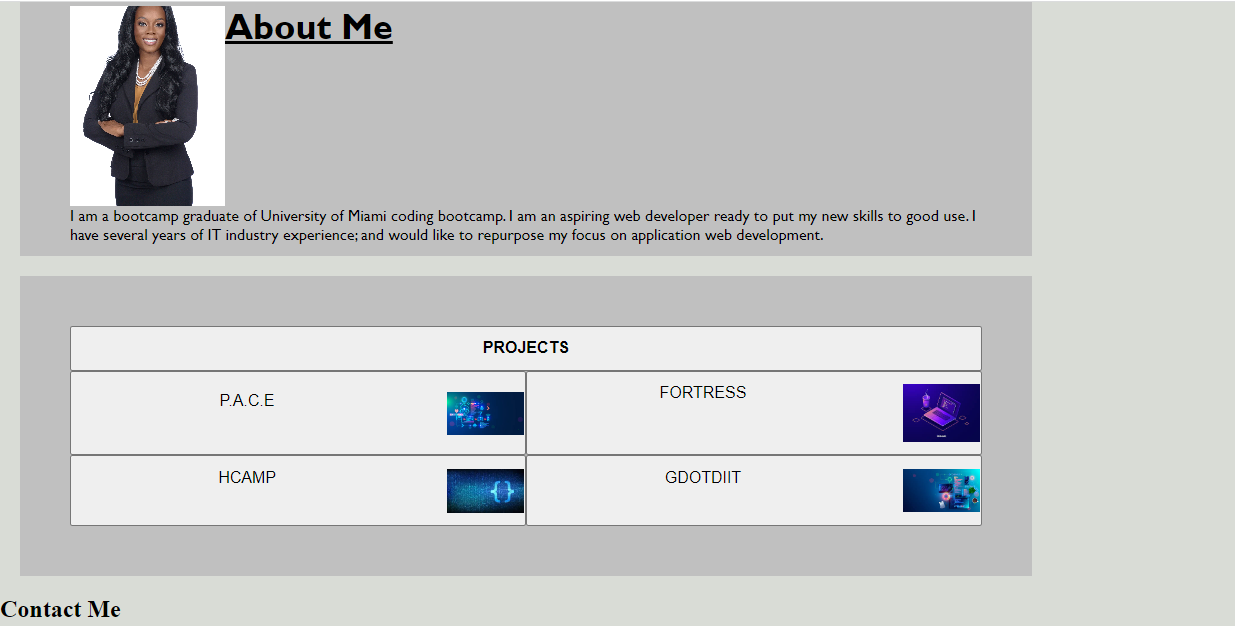 About Me
I am a bootcamp graduate of University of Miami coding bootcamp. I am an aspiring web developer ready to put my new skills to good use. I
have several years of IT industry experience; and would like to repurpose my focus on application web development.
PROJECTS
P.A.C.E
FORTRESS
HCAMP
GDOTDIIT
Contact Me